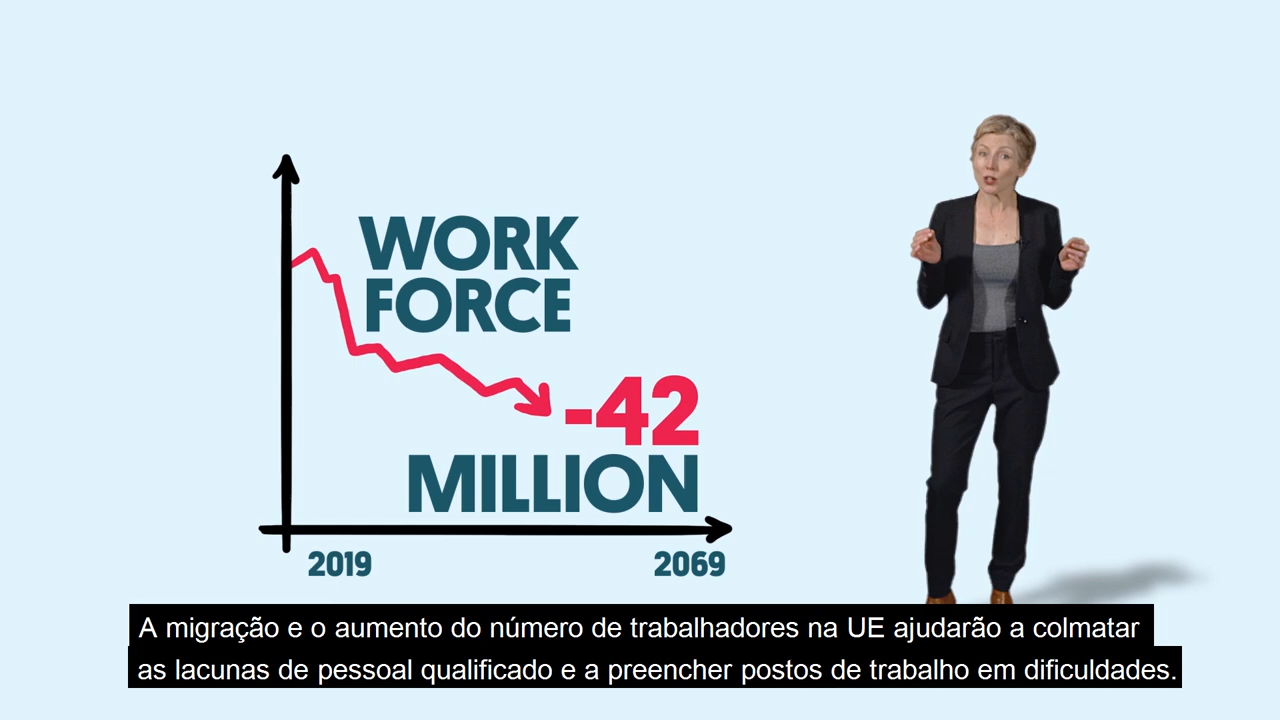 WORK
FORCE
-42
MILLION
2019 2069
A migração e o aumento do número de trabalhadores na UE ajudarão a colmatar
as lacunas de pessoal qualificado e a preencher postos de trabalho em dificuldades.